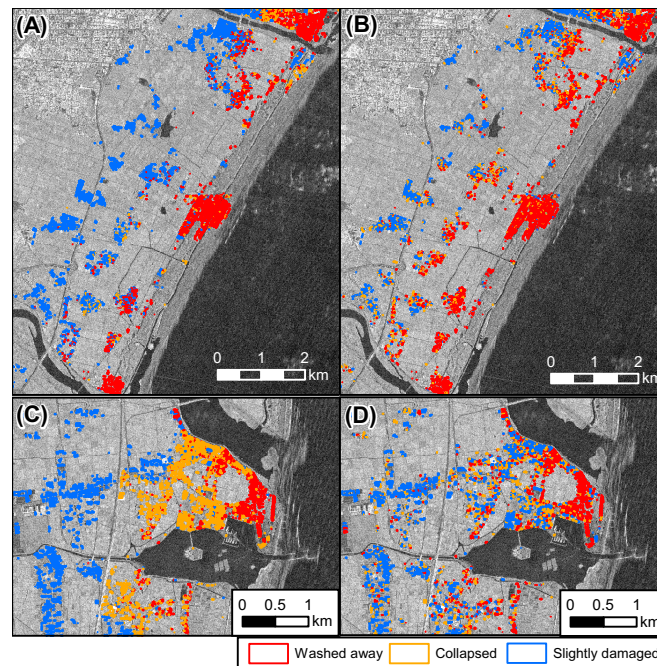 (A)
(B)
0 1 2
km
0 1 2
km
(C)
(D)
0 0.5 1
km
0 0.5 1
km
Washed away
Collapsed
Slightly damaged